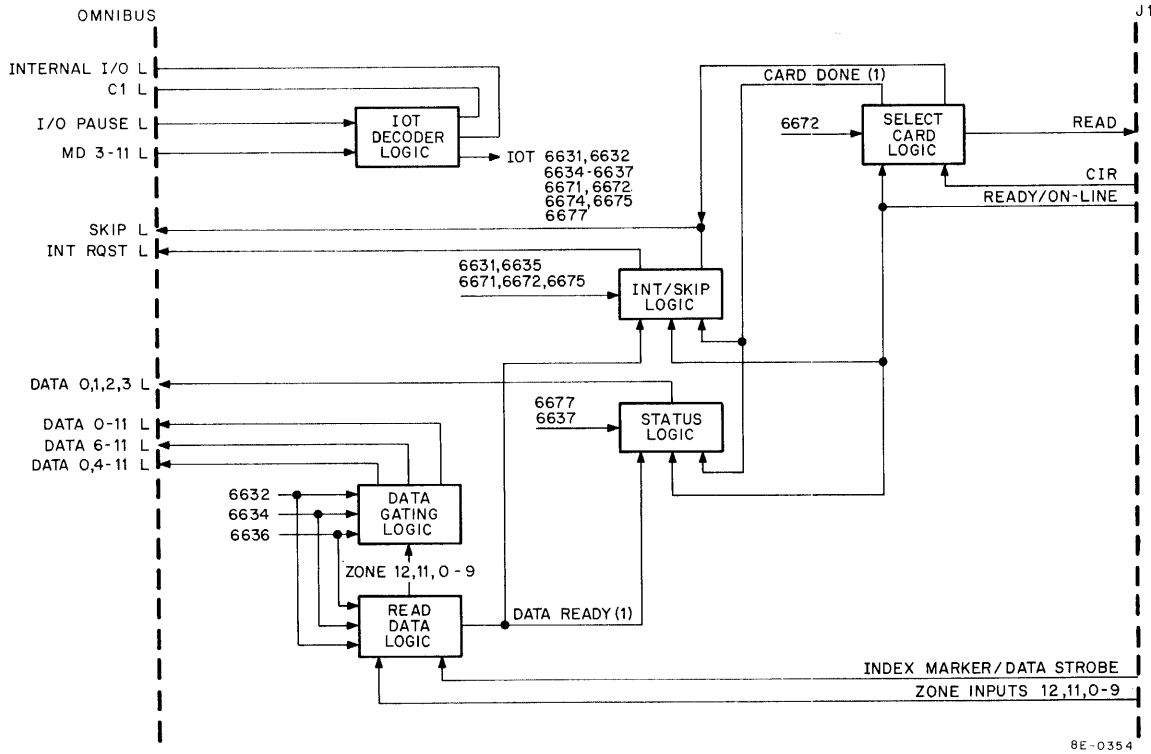 OMNIBUS
J1
INTERNAL I/O L
C1 L
I/O PAUSE L
MD 3-11 L
IOT
DECODER
LOGIC
IOT 6631,6632
6634-6637
6671,6672
6674,6675
6677
CARD DONE (1)
6672
SELECT
CARD
LOGIC
READ
CIR
READY/ON-LINE
SKIP L
INT RQST L
6631,6635
6671,6672,6675
INT/SKIP
LOGIC
DATA 0,1,2,3 L
DATA 0-11 L
DATA 6-11 L
DATA 0,4-11 L
6677
6637
STATUS
LOGIC
6632
6634
6636
DATA
GATING
LOGIC
ZONE 12,11,0-9
READ
DATA
LOGIC
DATA READY (1)
INDEX MARKER/DATA STROBE
ZONE INPUTS 12,11,0-9
8E-0354